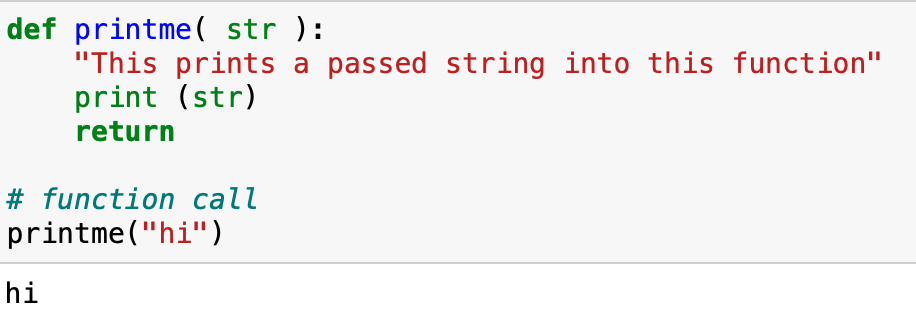 def printme( str ):
    "This prints a passed string into this function"
    print (str)
    return
# function call
printme("hi")
hi